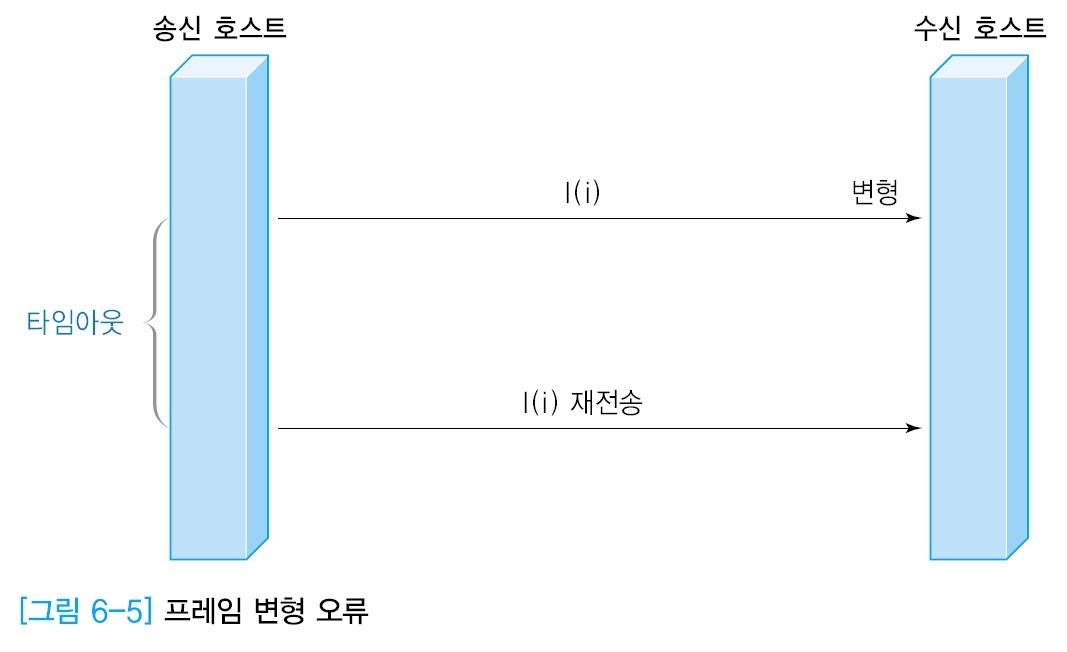 송신 호스트
수신 호스트
I(i)
변형
타임아웃
I(i) 재전송
[그림 6-5] 프레임 변형 오류